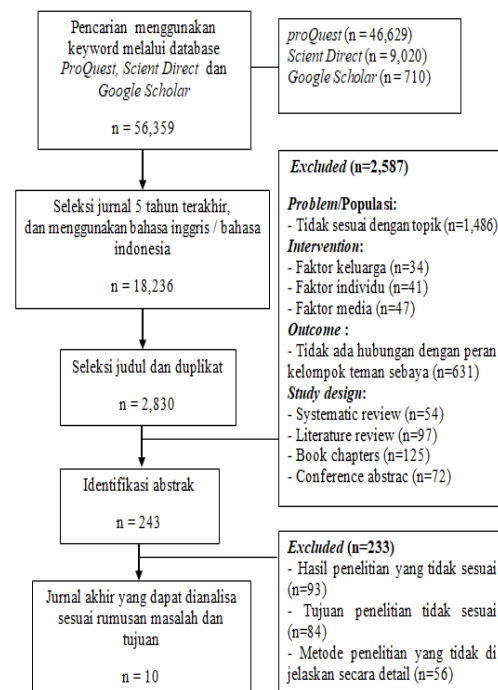 Pencarian menggunakan
keyword melalui database
ProQuest, Scient Direct dan
Google Scholar
n = 56,359
proQuest (n = 46,629)
Scient Direct (n = 9,020)
Google Scholar (n = 710)
Seleksi jurnal 5 tahun terakhir,
dan menggunakan bahasa inggris / bahasa
indonesia
n = 18,236
Excluded (n=2,587)
Problem/Populasi:
- Tidak sesuai dengan topik (n=1,486)
Intervention:
- Faktor keluarga (n=34)
- Faktor individu (n=41)
- Faktor media (n=47)
Outcome :
- Tidak ada hubungan dengan peran
kelompok teman sebaya (n=631)
Study design:
- Systematic review (n=54)
- Literature review (n=97)
- Book chapters (n=125)
- Conference abstrac (n=72)
Seleksi judul dan duplikat
n = 2,830
Identifikasi abstrak
n = 243
Excluded (n=233)
- Hasil penelitian yang tidak sesuai
(n=93)
- Tujuan penelitian tidak sesuai
(n=84)
- Metode penelitian yang tidak di
jelaskan secara detail (n=56)
Jurnal akhir yang dapat dianalisa
sesuai rumusan masalah dan
tujuan
n = 10